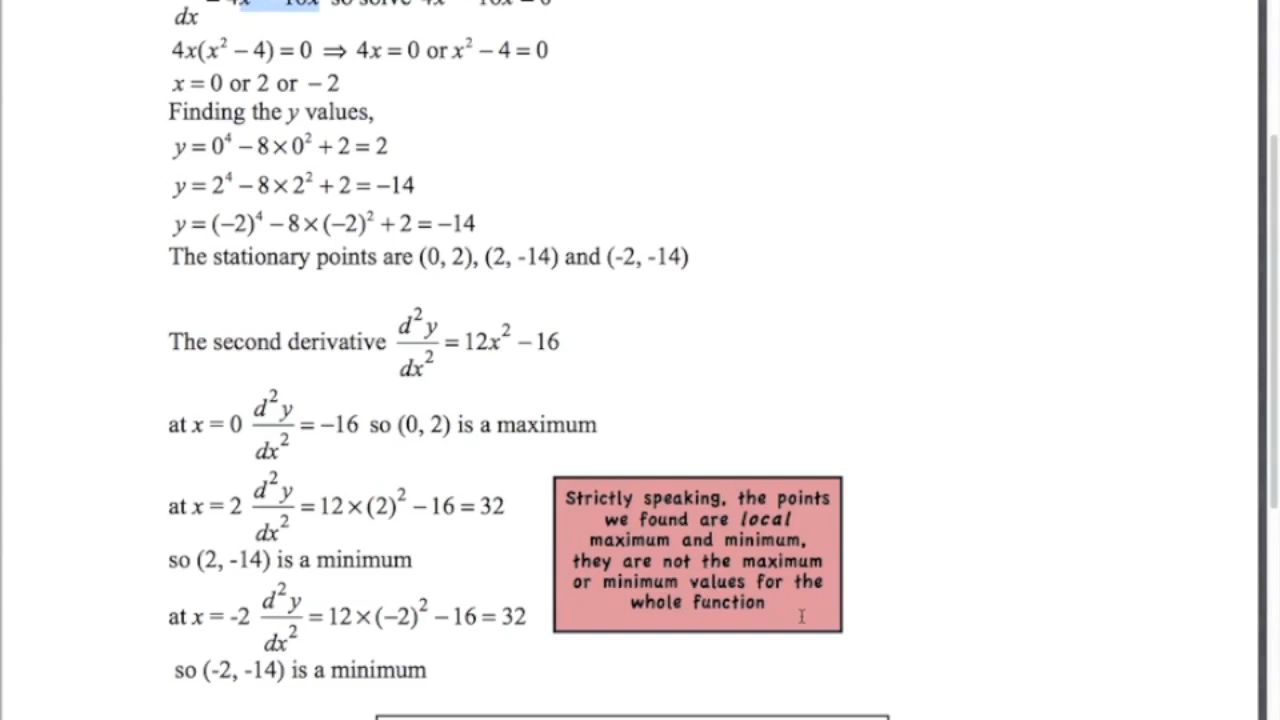 dx
4x(x² − 4) = 0 ⇒ 4x = 0 or x² − 4 = 0
x = 0 or 2 or − 2
Finding the y values,
y = 0⁴ − 8 × 0² + 2 = 2
y = 2⁴ − 8 × 2² + 2 = −14
y = (−2)⁴ − 8 × (−2)² + 2 = −14
The stationary points are (0, 2), (2, -14) and (-2, -14)
The second derivative d²y/dx² = 12x² − 16
at x = 0 d²y/dx² = −16 so (0, 2) is a maximum
at x = 2 d²y/dx² = 12 × (2)² − 16 = 32
so (2, -14) is a minimum
at x = -2 d²y/dx² = 12 × (−2)² − 16 = 32
so (-2, -14) is a minimum
Strictly speaking, the points
we found are local
maximum and minimum,
they are not the maximum
or minimum values for the
whole function